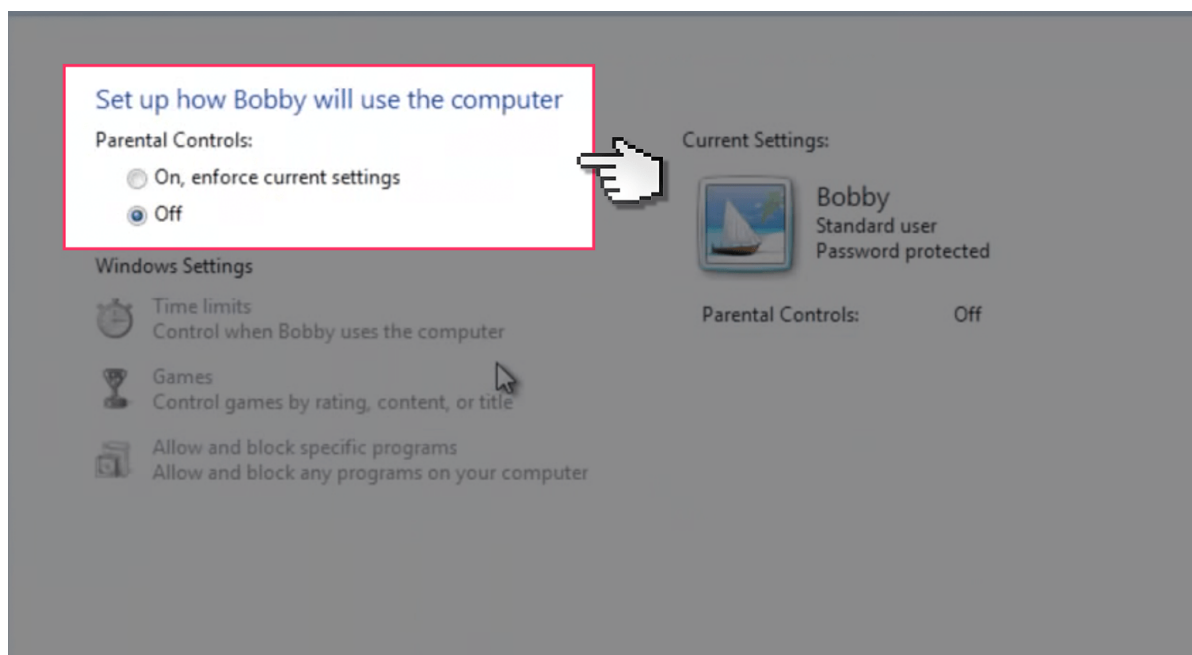 Set up how Bobby will use the computer
Parental Controls:
On, enforce current settings
Off
Windows Settings
Time limits
Control when Bobby uses the computer
Games
Control games by rating, content, or title
Allow and block specific programs
Allow and block any programs on your computer
Current Settings:
Bobby
Standard user
Password protected
Parental Controls: Off